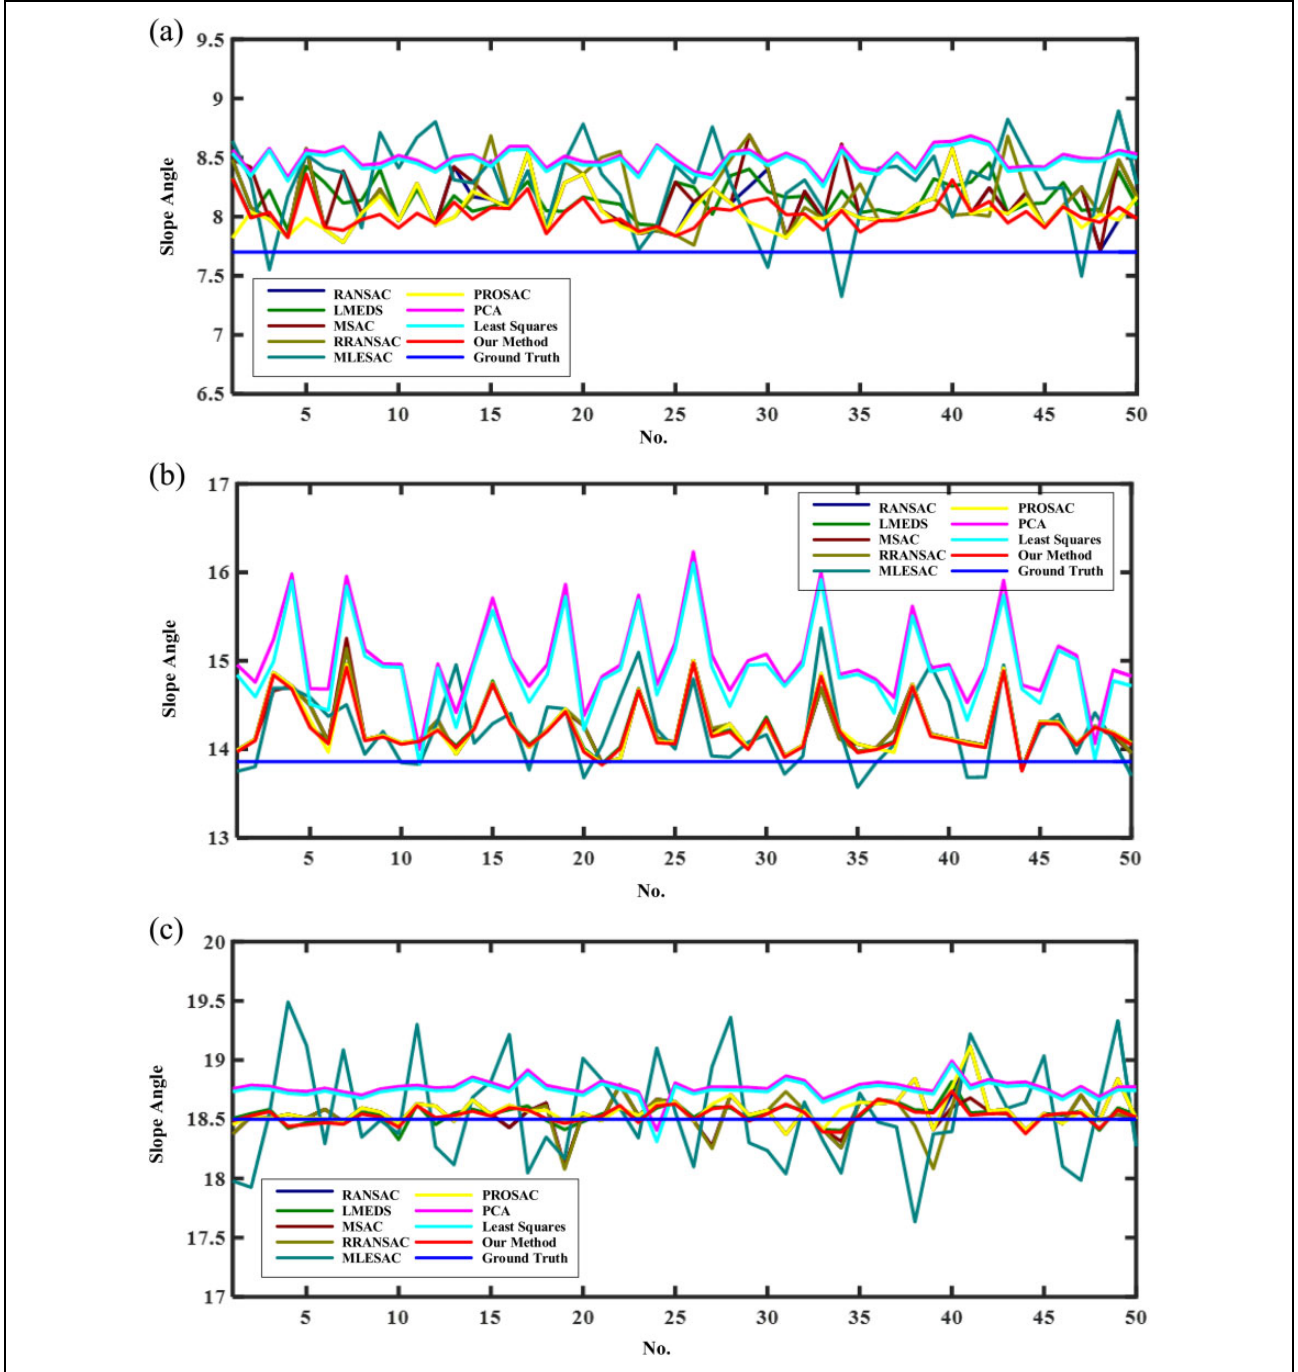 (a)
9.5
9
8.5
8
7.5
7
6.5
Slope Angle
RANSAC PROSAC
LMEDS PCA
MSAC Least Squares
RRANSAC Our Method
MLESAC Ground Truth
5 10 15 20 25 30 35 40 45 50
No.
(b)
17
16
15
14
13
Slope Angle
RANSAC PROSAC
LMEDS PCA
MSAC Least Squares
RRANSAC Our Method
MLESAC Ground Truth
5 10 15 20 25 30 35 40 45 50
No.
(c)
20
19.5
19
18.5
18
17.5
17
Slope Angle
RANSAC PROSAC
LMEDS PCA
MSAC Least Squares
RRANSAC Our Method
MLESAC Ground Truth
5 10 15 20 25 30 35 40 45 50
No.